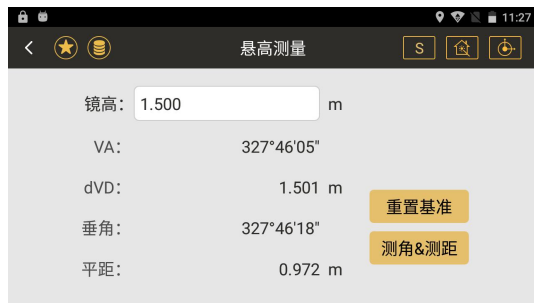 11:27
悬高测量
S
镜高： 1.500 m
VA： 327°46'05"
dVD： 1.501 m
重置基准
垂角： 327°46'18"
测角&测距
平距： 0.972 m